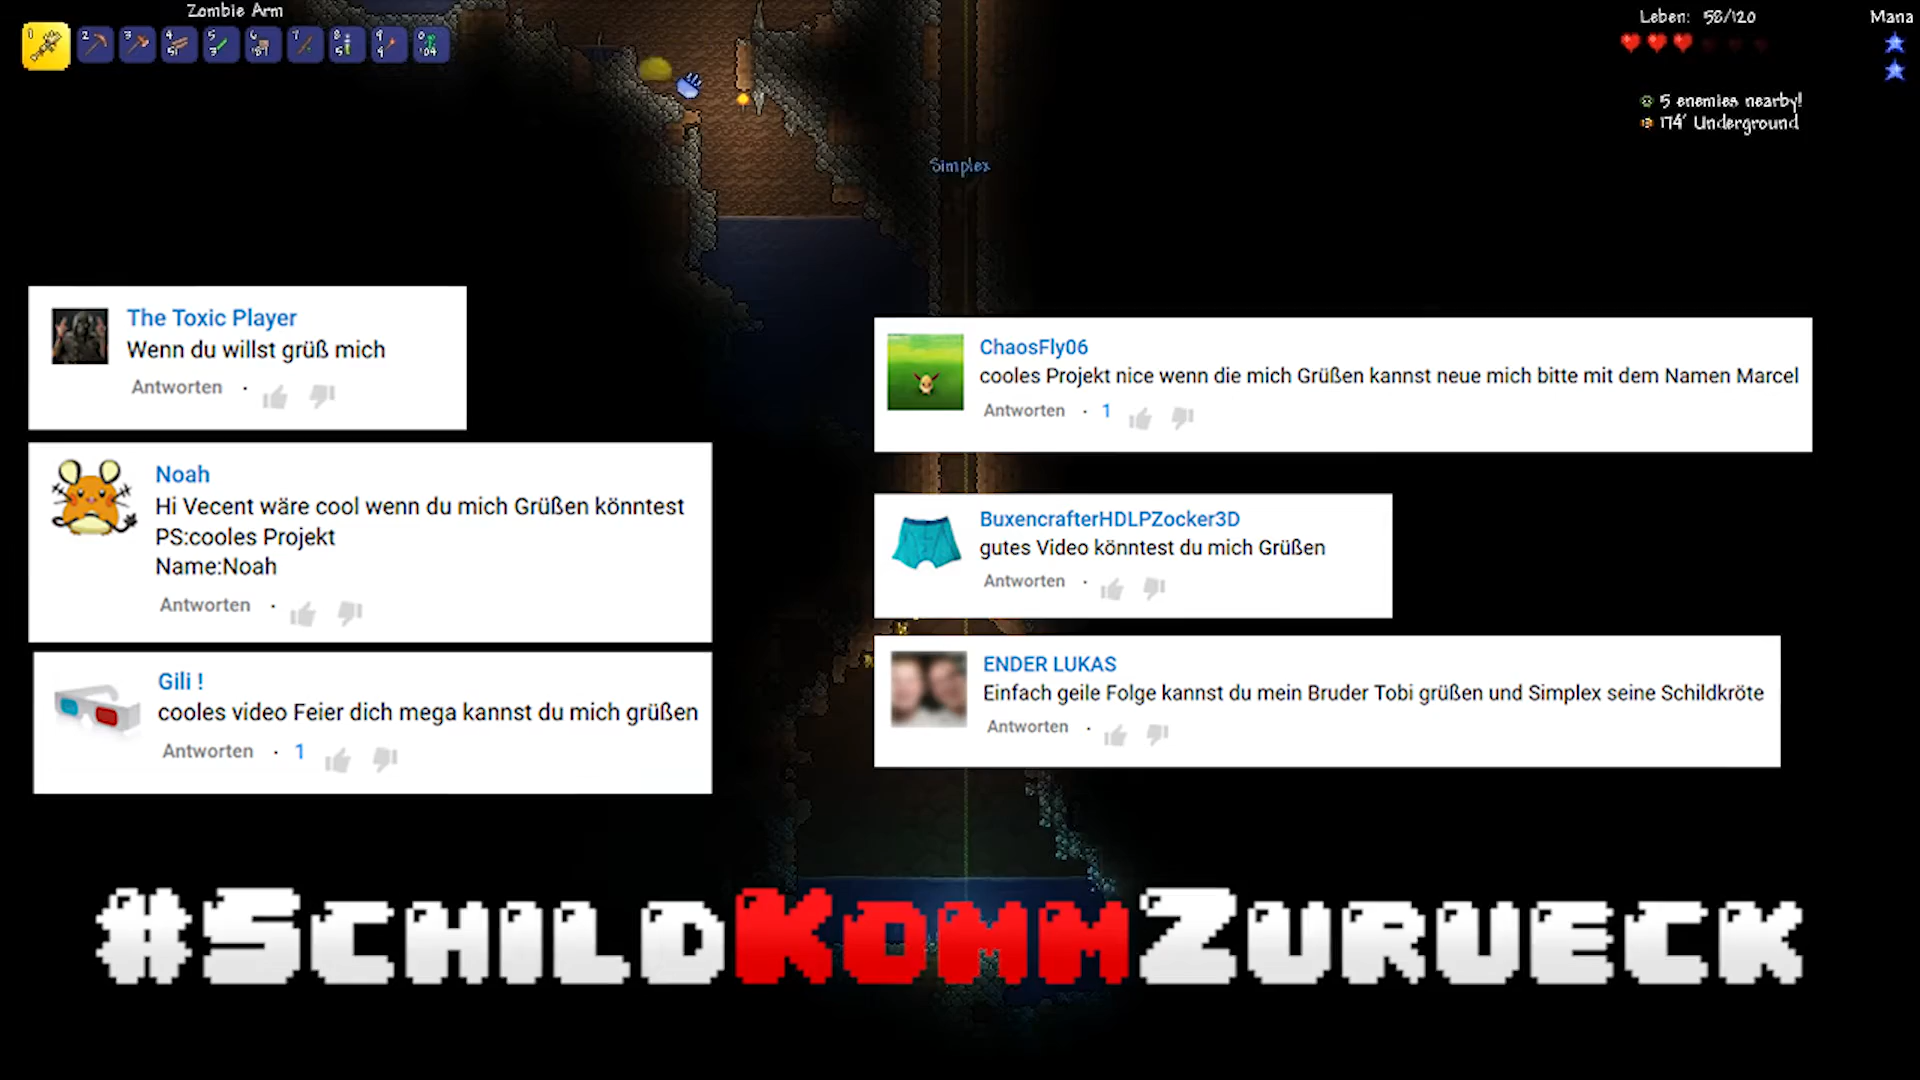 Zombie Arm
Leben: 58/120
Mana
5 enemies nearby!
174' Underground
Simplex
The Toxic Player
Wenn du willst grüß mich
Antworten
Noah
Hi Vecent wäre cool wenn du mich Grüßen könntest
PS:cooles Projekt
Name:Noah
Antworten
Gili !
cooles video Feier dich mega kannst du mich grüßen
Antworten · 1
ChaosFly06
cooles Projekt nice wenn die mich Grüßen kannst neue mich bitte mit dem Namen Marcel
Antworten · 1
BuxencrafterHDLPZocker3D
gutes Video könntest du mich Grüßen
Antworten
ENDER LUKAS
Einfach geile Folge kannst du mein Bruder Tobi grüßen und Simplex seine Schildkröte
Antworten
#SCHILDKOMMZURUECK